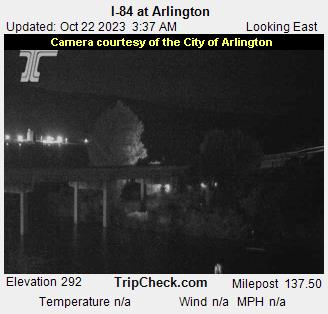 I-84 at Arlington
Updated: Oct 22 2023 3:37 AM Looking East
Camera courtesy of the City of Arlington
Elevation 292 TripCheck.com Milepost 137.50
Temperature n/a Wind n/a MPH n/a